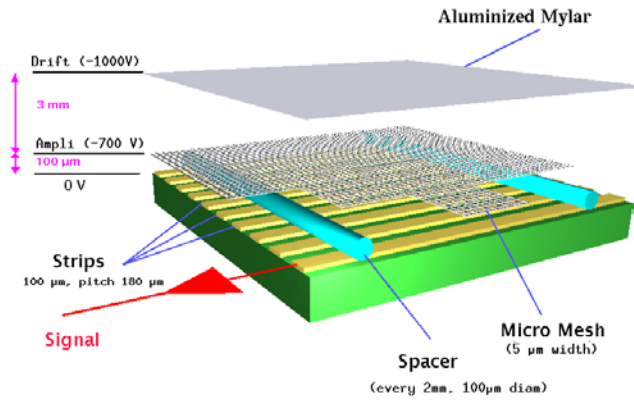 Aluminized Mylar
Drift (-1000V)
3 mm
Ampli (-700 V)
100 μm
0 V
Strips
100 μm, pitch 180 μm
Signal
Micro Mesh
(5 μm width)
Spacer
(every 2mm, 100μm diam)